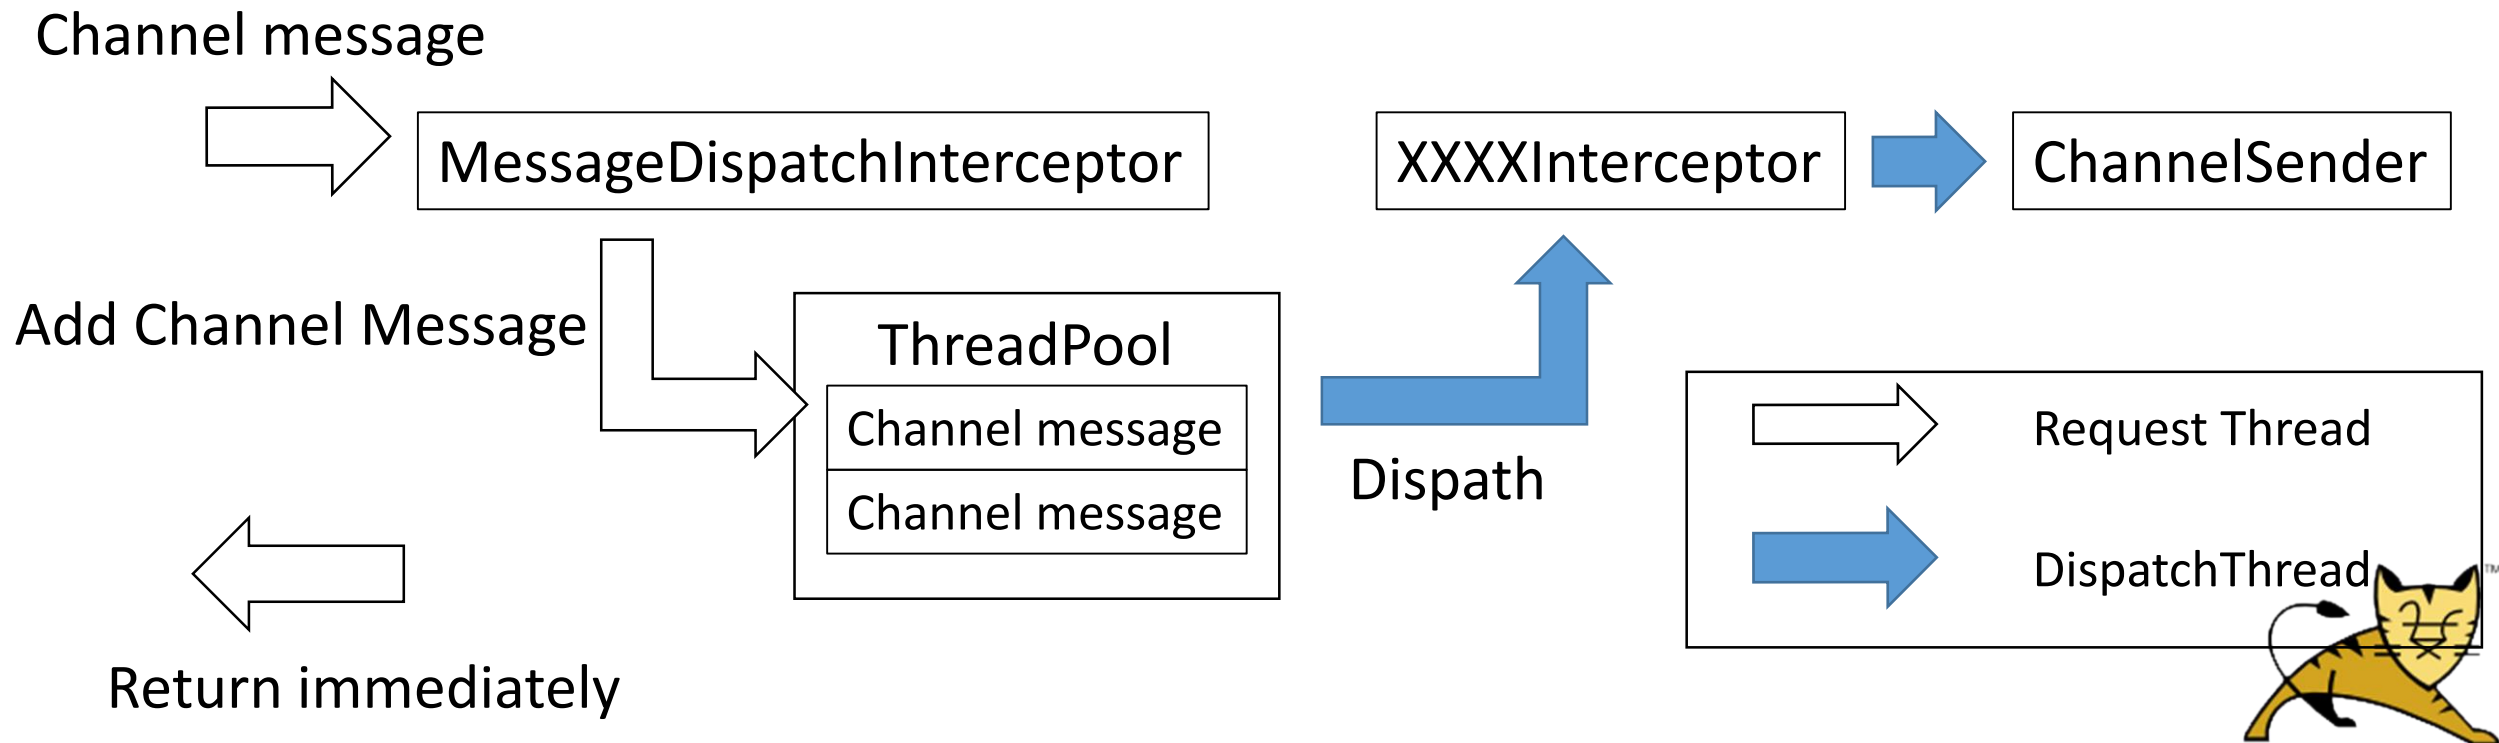 Channel message
MessageDispatchInterceptor
XXXXInterceptor
ChannelSender
Add Channel Message
ThreadPool
Channel message
Channel message
Dispath
Request Thread
DispatchThread
TM
Return immediately